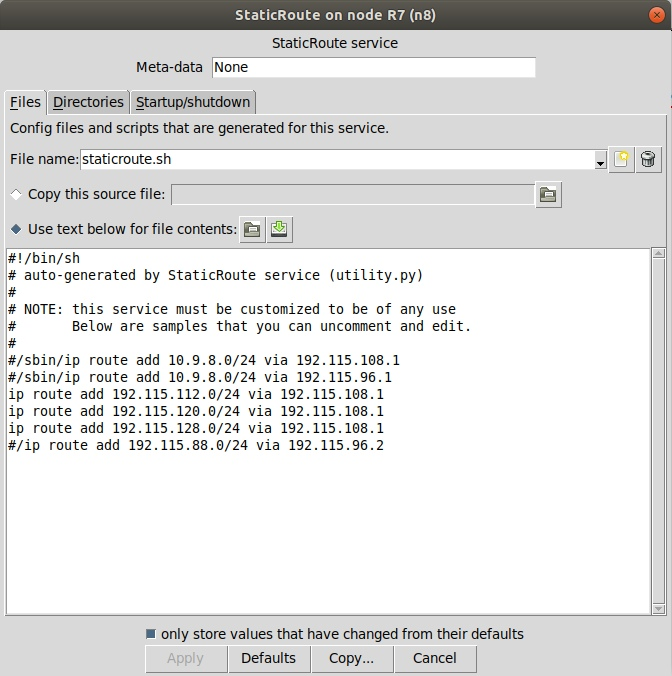 StaticRoute on node R7 (n8)
StaticRoute service
Meta-data None
Files Directories Startup/shutdown
Config files and scripts that are generated for this service.
File name: staticroute.sh
Copy this source file:
Use text below for file contents:
#!/bin/sh
# auto-generated by StaticRoute service (utility.py)
#
# NOTE: this service must be customized to be of any use
#       Below are samples that you can uncomment and edit.
#
#/sbin/ip route add 10.9.8.0/24 via 192.115.108.1
#/sbin/ip route add 10.9.8.0/24 via 192.115.96.1
ip route add 192.115.112.0/24 via 192.115.108.1
ip route add 192.115.120.0/24 via 192.115.108.1
ip route add 192.115.128.0/24 via 192.115.108.1
#/ip route add 192.115.88.0/24 via 192.115.96.2
only store values that have changed from their defaults
Apply Defaults Copy... Cancel